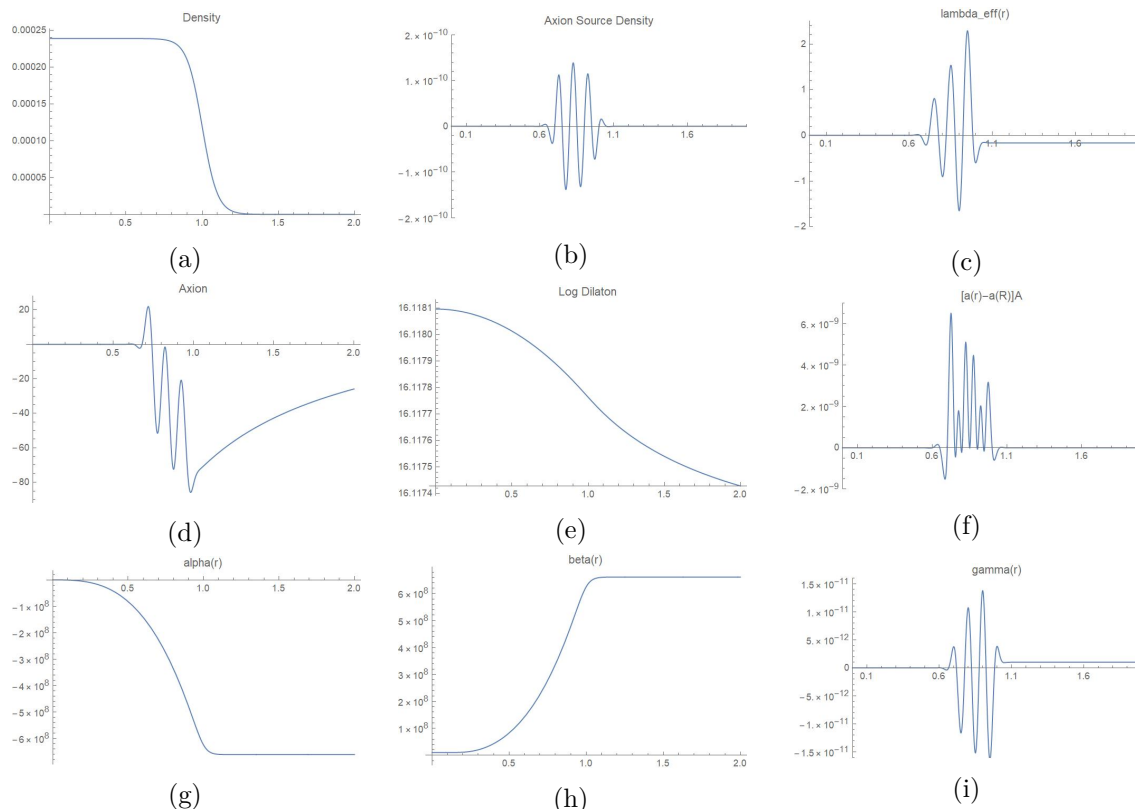 Density
0.00025
0.00020
0.00015
0.00010
0.00005
0.5 1.0 1.5 2.0
(a)
Axion Source Density
2. × 10⁻¹⁰
1. × 10⁻¹⁰
0
-1. × 10⁻¹⁰
-2. × 10⁻¹⁰
0.1 0.6 1.1 1.6
(b)
lambda_eff(r)
2
1
0
-1
-2
0.1 0.6 1.1 1.6
(c)
Axion
20
-20
-40
-60
-80
0.5 1.0 1.5 2.0
(d)
Log Dilaton
16.1181
16.1180
16.1179
16.1178
16.1177
16.1176
16.1175
16.1174
0.5 1.0 1.5 2.0
(e)
[a(r)-a(R)]A
6. × 10⁻⁹
4. × 10⁻⁹
2. × 10⁻⁹
0
-2. × 10⁻⁹
0.1 0.6 1.1 1.6
(f)
alpha(r)
0.5 1.0 1.5 2.0
-1 × 10⁸
-2 × 10⁸
-3 × 10⁸
-4 × 10⁸
-5 × 10⁸
-6 × 10⁸
(g)
beta(r)
6 × 10⁸
5 × 10⁸
4 × 10⁸
3 × 10⁸
2 × 10⁸
1 × 10⁸
0.5 1.0 1.5 2.0
(h)
gamma(r)
1.5 × 10⁻¹¹
1. × 10⁻¹¹
5. × 10⁻¹²
0
-5. × 10⁻¹²
-1. × 10⁻¹¹
-1.5 × 10⁻¹¹
0.1 0.6 1.1 1.6
(i)